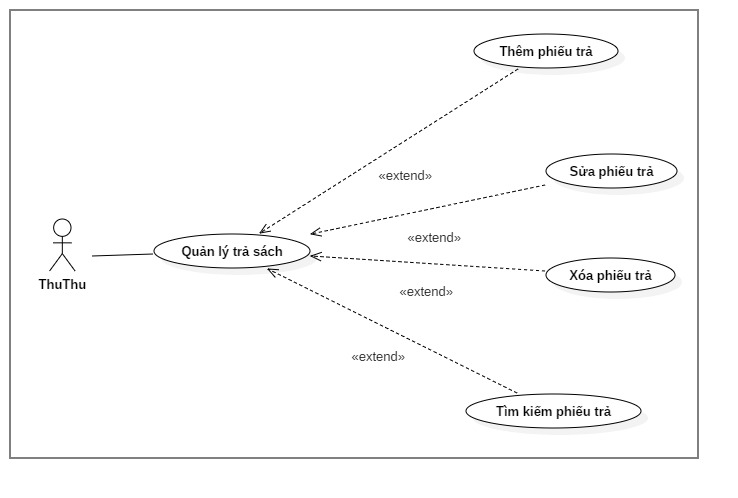 Thêm phiếu trả
«extend»
Sửa phiếu trả
«extend»
Quản lý trả sách
Xóa phiếu trả
ThuThu
«extend»
«extend»
Tìm kiếm phiếu trả